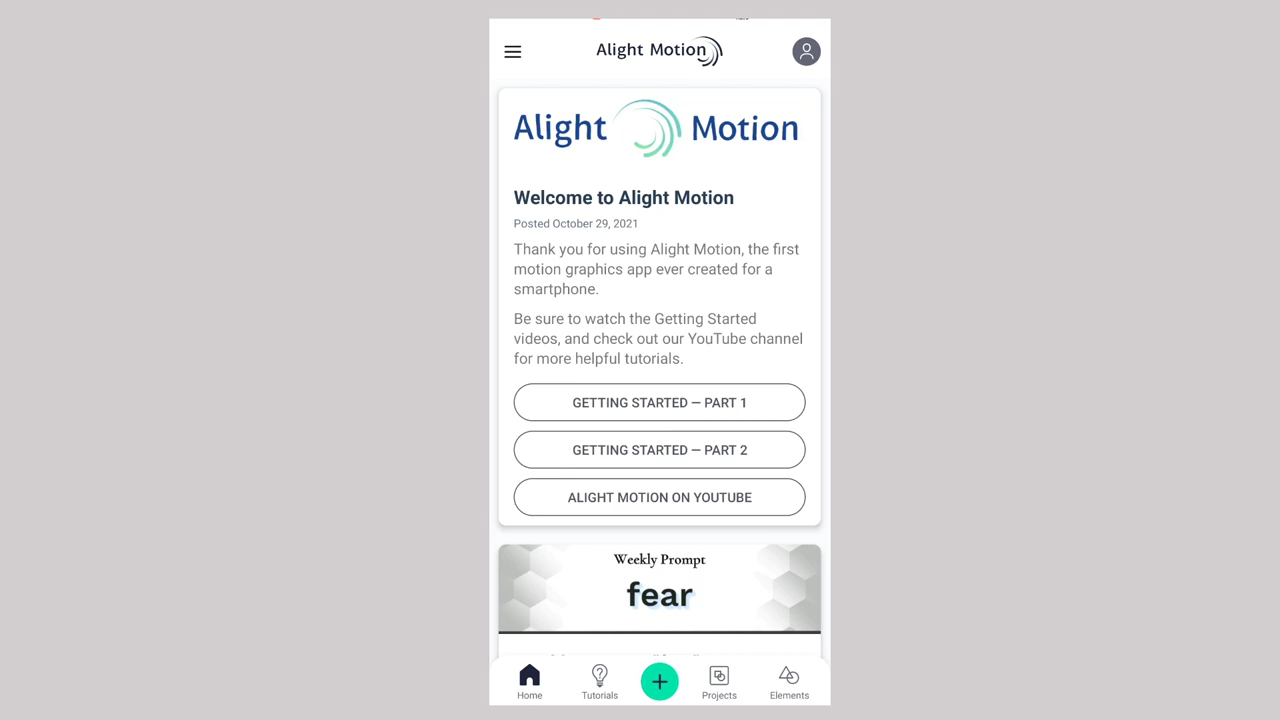 Alight Motion
Alight Motion
Welcome to Alight Motion
Posted October 29, 2021
Thank you for using Alight Motion, the first
motion graphics app ever created for a
smartphone.
Be sure to watch the Getting Started
videos, and check out our YouTube channel
for more helpful tutorials.
GETTING STARTED — PART 1
GETTING STARTED — PART 2
ALIGHT MOTION ON YOUTUBE
Weekly Prompt
fear
Home
Tutorials
Projects
Elements